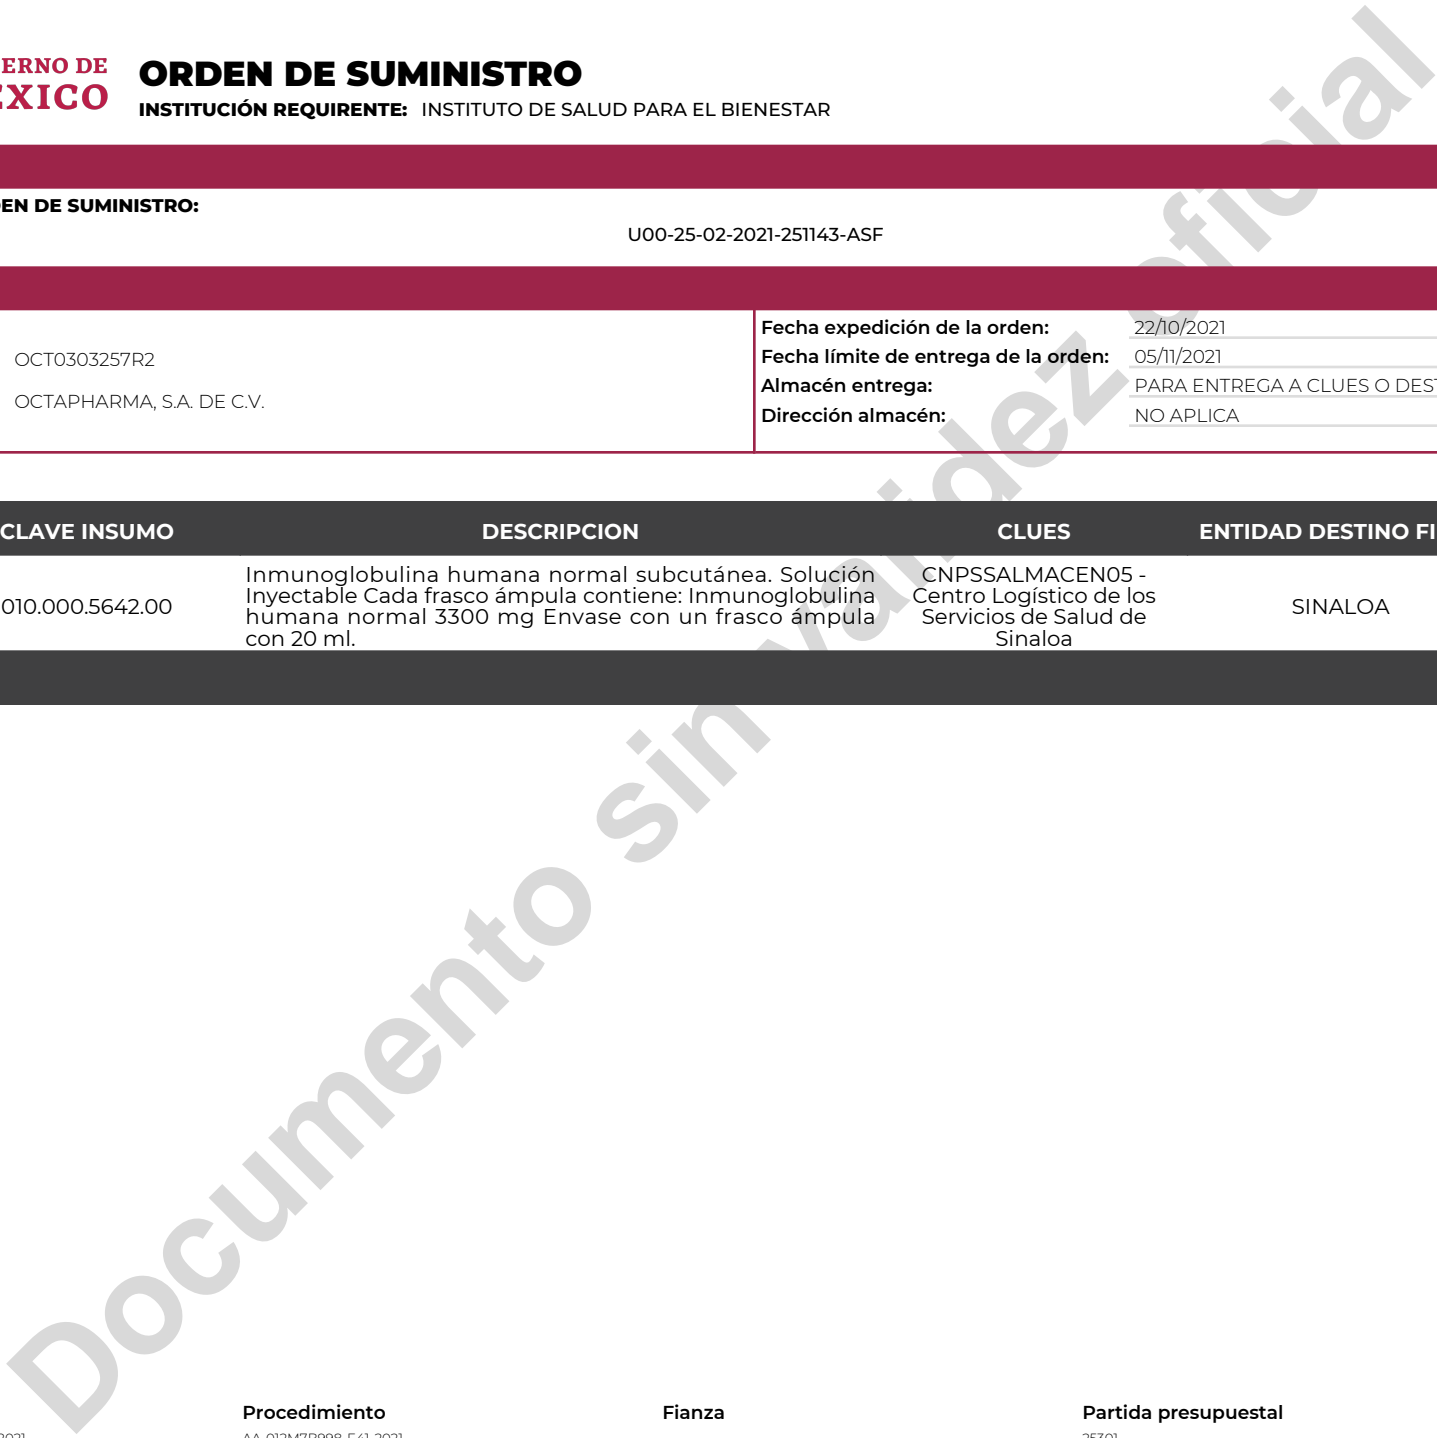 ERNO DE
EXICO
ORDEN DE SUMINISTRO
INSTITUCIÓN REQUIRENTE: INSTITUTO DE SALUD PARA EL BIENESTAR
EN DE SUMINISTRO:
U00-25-02-2021-251143-ASF
OCT0303257R2
OCTAPHARMA, S.A. DE C.V.
Fecha expedición de la orden: 22/10/2021
Fecha límite de entrega de la orden: 05/11/2021
Almacén entrega: PARA ENTREGA A CLUES O DEST
Dirección almacén: NO APLICA
CLAVE INSUMO DESCRIPCION CLUES ENTIDAD DESTINO FI
010.000.5642.00
Inmunoglobulina humana normal subcutánea. Solución
Inyectable Cada frasco ámpula contiene: Inmunoglobulina
humana normal 3300 mg Envase con un frasco ámpula
con 20 ml.
CNPSSALMACEN05 -
Centro Logístico de los
Servicios de Salud de
Sinaloa
SINALOA
Documento sin validez oficial
Procedimiento Fianza Partida presupuestal